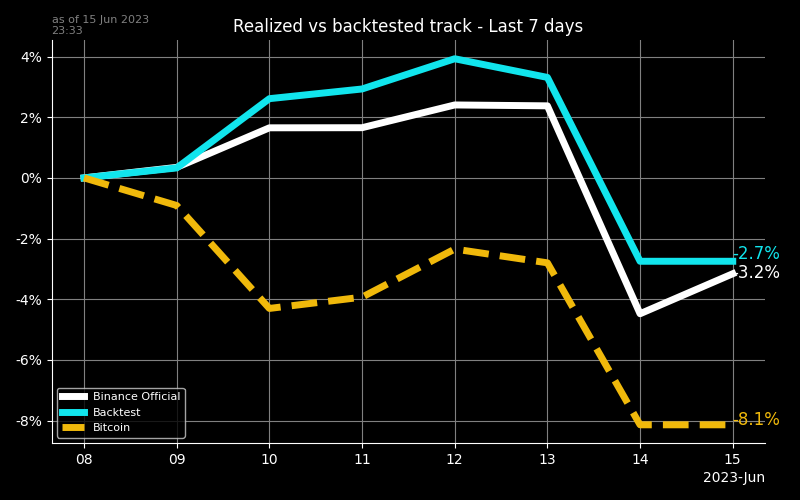 as of 15 Jun 2023
23:33
Realized vs backtested track - Last 7 days
4%
2%
0%
-2%
-4%
-6%
-8%
-2.7%
-3.2%
-8.1%
Binance Official
Backtest
Bitcoin
08 09 10 11 12 13 14 15
2023-Jun